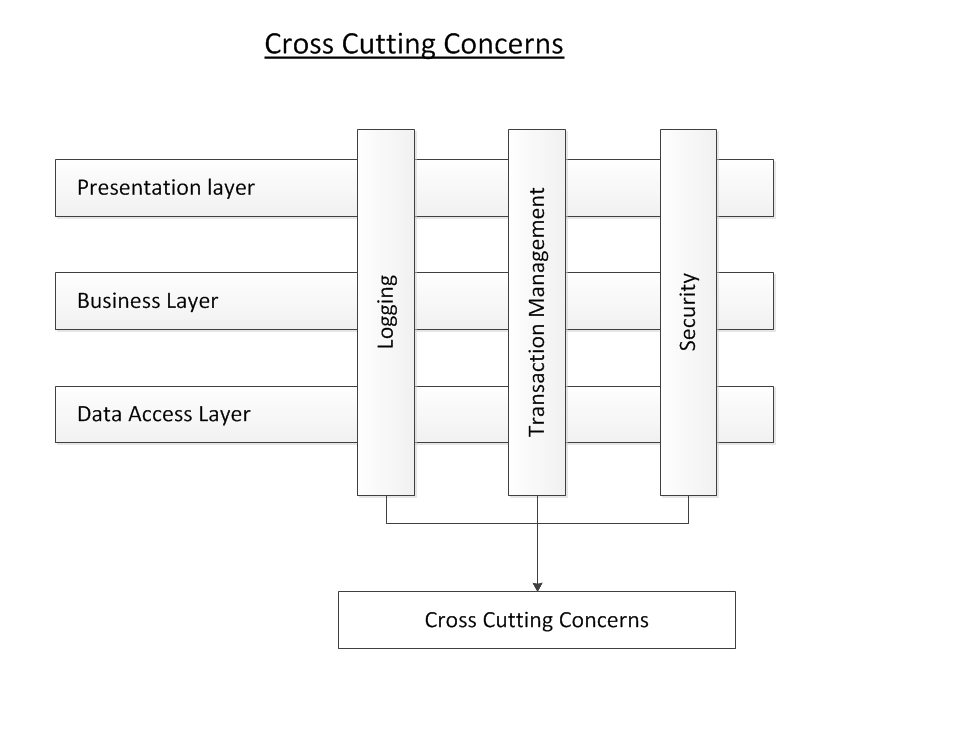 Cross Cutting Concerns
Presentation layer
Business Layer
Data Access Layer
Logging
Transaction Management
Security
Cross Cutting Concerns